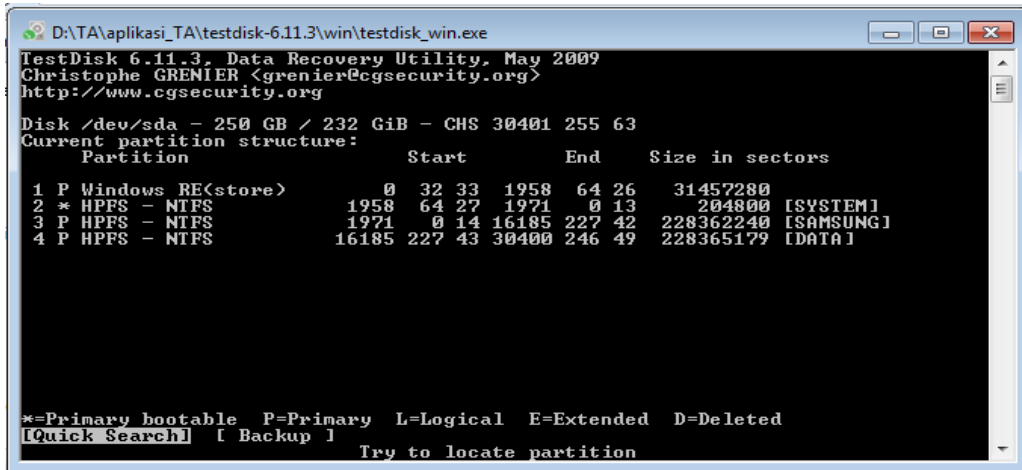 D:\TA\aplikasi_TA\testdisk-6.11.3\win\testdisk_win.exe
TestDisk 6.11.3, Data Recovery Utility, May 2009
Christophe GRENIER <grenier@cgsecurity.org>
http://www.cgsecurity.org
Disk /dev/sda - 250 GB / 232 GiB - CHS 30401 255 63
Current partition structure:
Partition Start End Size in sectors
1 P Windows RE(store) 0 32 33 1958 64 26 31457280
2 * HPFS - NTFS 1958 64 27 1971 0 13 204800 [SYSTEM]
3 P HPFS - NTFS 1971 0 14 16185 227 42 228362240 [SAMSUNG]
4 P HPFS - NTFS 16185 227 43 30400 246 49 228365179 [DATA]
*=Primary bootable P=Primary L=Logical E=Extended D=Deleted
[Quick Search] [ Backup ]
Try to locate partition